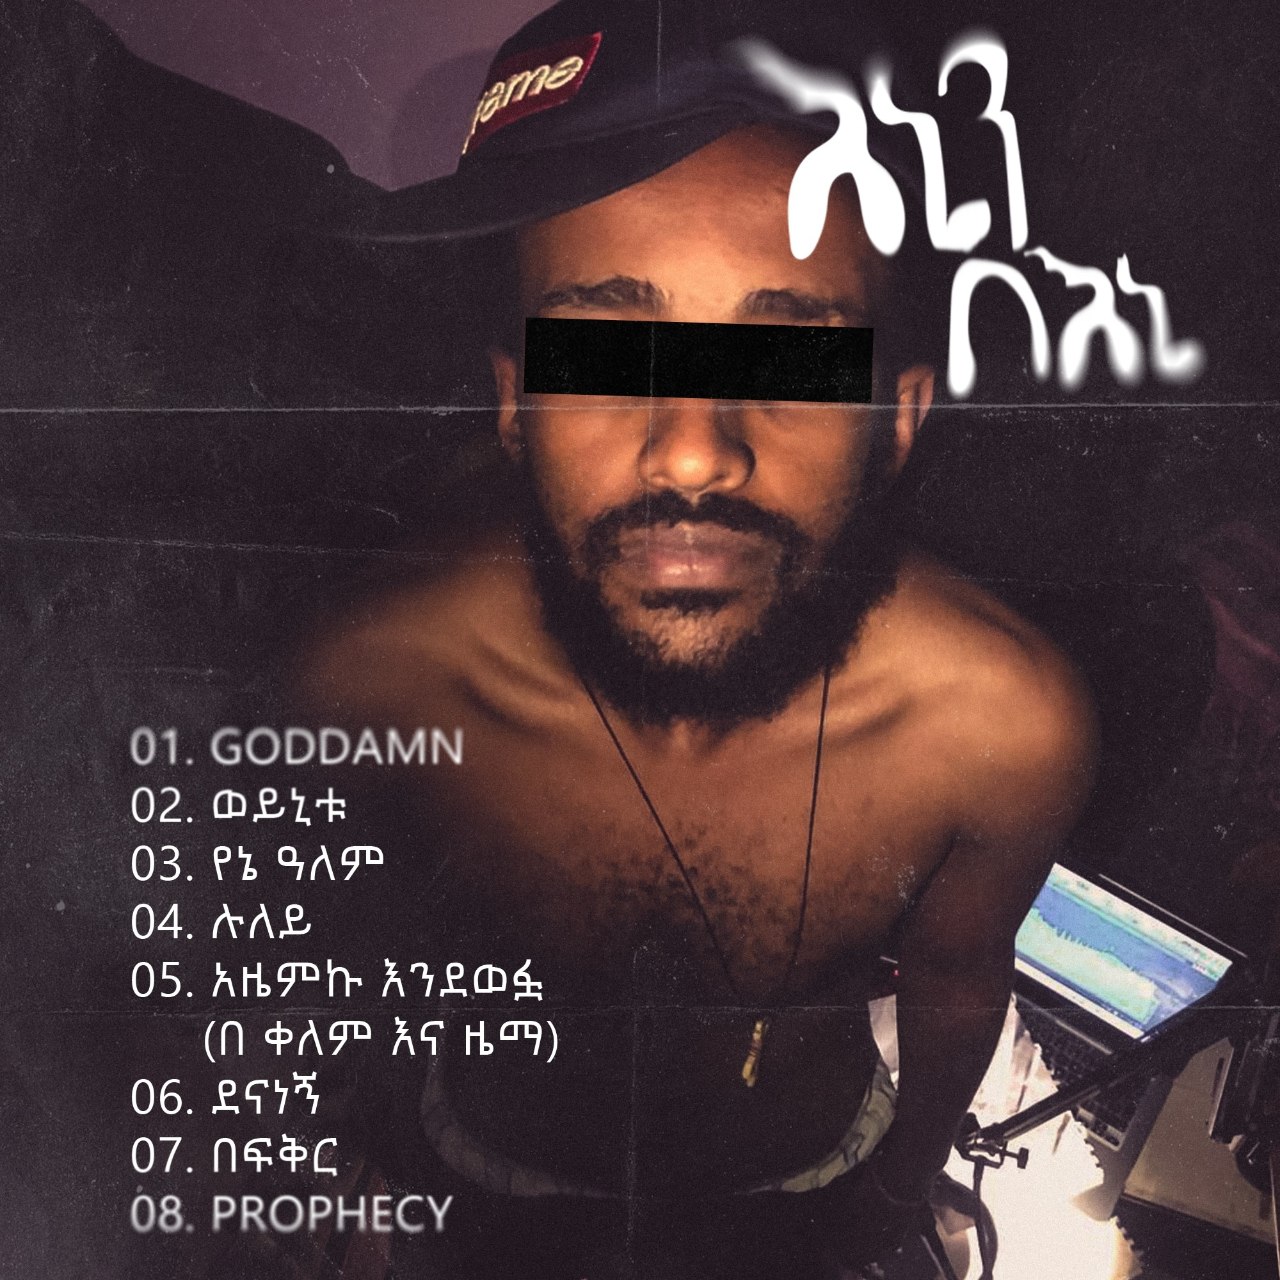 እኔን
በእኔ
01. GODDAMN
02. ወይኒቱ
03. የኔ ዓለም
04. ሉለይ
05. አዜምኩ እንደወፏ
(በ ቀለም እና ዜማ)
06. ደናነኝ
07. በፍቅር
08. PROPHECY